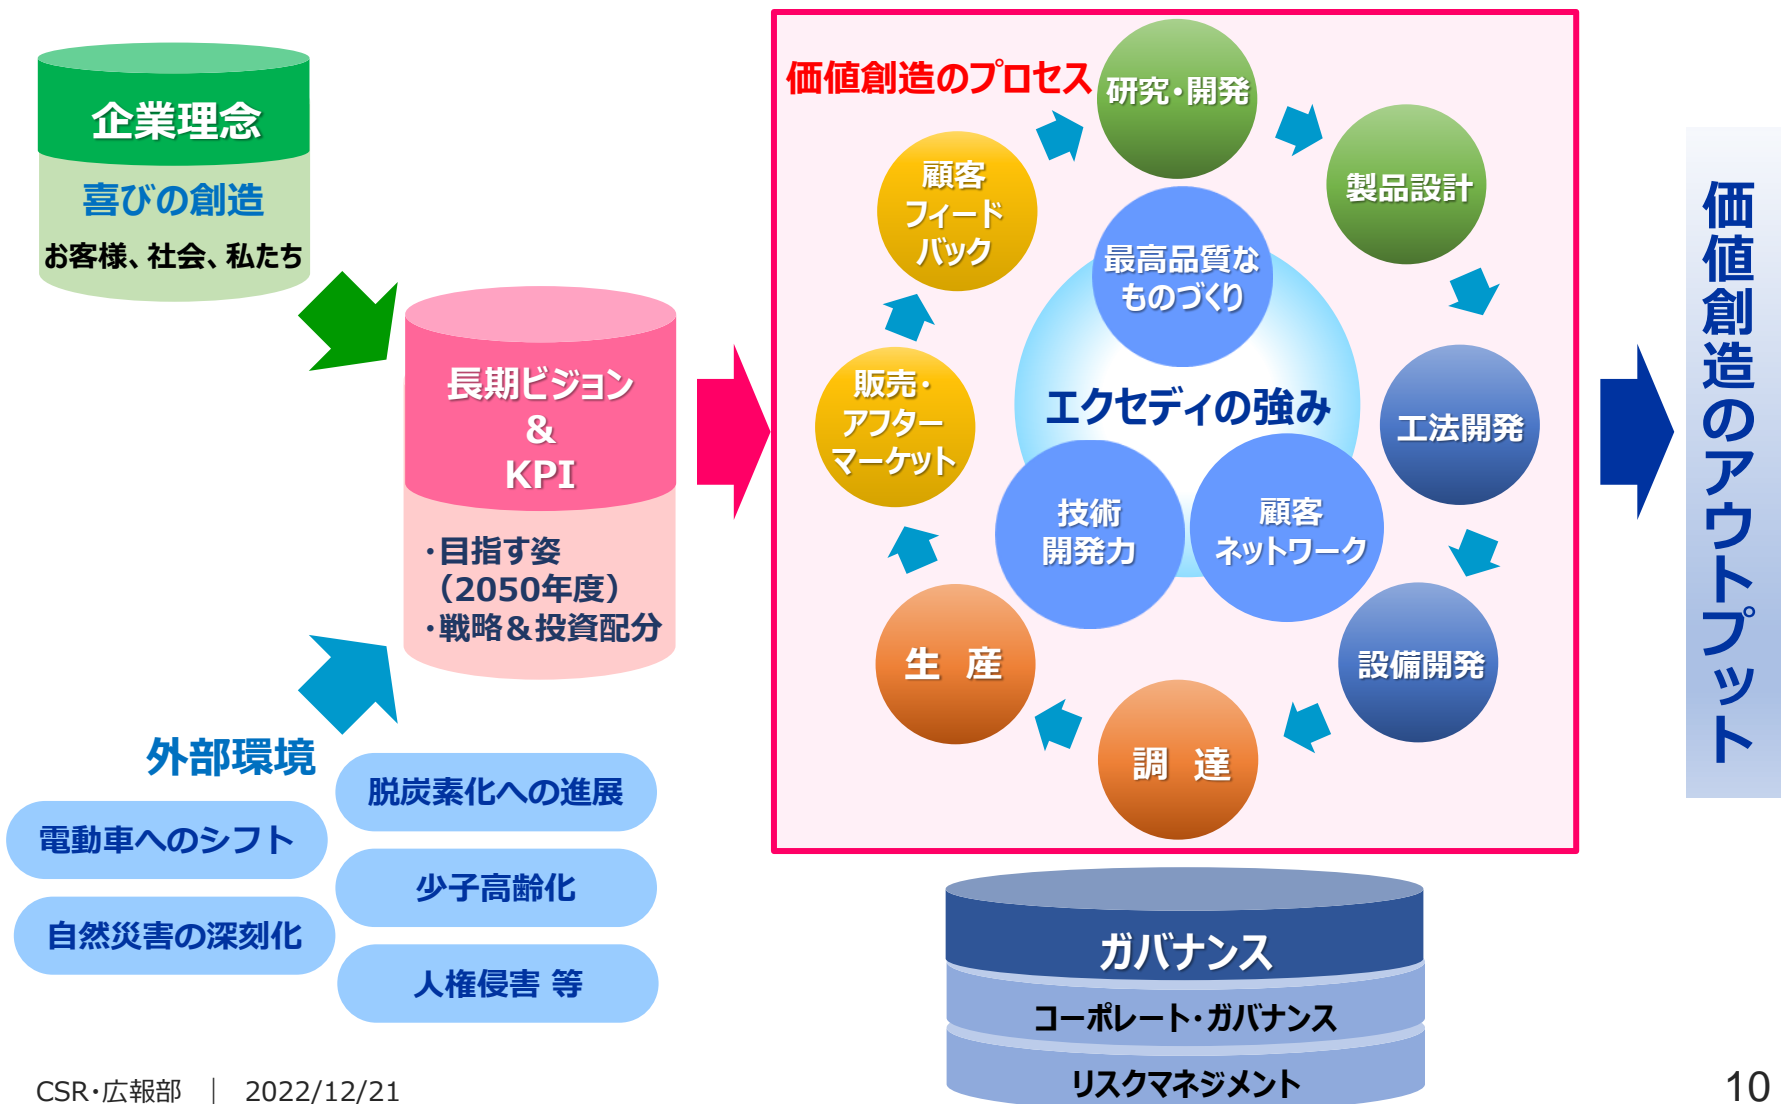 企業理念
喜びの創造
お客様、社会、私たち
長期ビジョン
&
KPI
・目指す姿
（2050年度）
・戦略＆投資配分
外部環境
脱炭素化への進展
電動車へのシフト
少子高齢化
自然災害の深刻化
人権侵害 等
価値創造のプロセス
研究・開発
製品設計
工法開発
設備開発
調 達
生 産
販売・
アフター
マーケット
顧客
フィード
バック
最高品質な
ものづくり
エクセディの強み
技術
開発力
顧客
ネットワーク
価値創造のアウトプット
ガバナンス
コーポレート・ガバナンス
リスクマネジメント
CSR・広報部 ｜ 2022/12/21
10